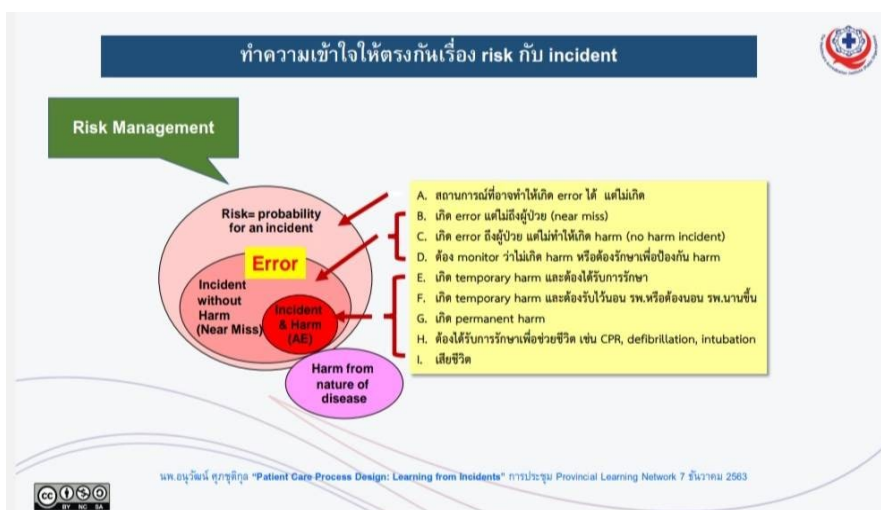 ทำความเข้าใจให้ตรงกันเรื่อง risk กับ incident
Risk Management
Risk= probability
for an incident
Error
Incident
without
Harm
(Near Miss)
Incident
& Harm
(AE)
Harm from
nature of
disease
A. สถานการณ์ที่อาจทำให้เกิด error ได้ แต่ไม่เกิด
B. เกิด error แต่ไม่ถึงผู้ป่วย (near miss)
C. เกิด error ถึงผู้ป่วย แต่ไม่ทำให้เกิด harm (no harm incident)
D. ต้อง monitor ว่าไม่เกิด harm หรือต้องรักษาเพื่อป้องกัน harm
E. เกิด temporary harm และต้องได้รับการรักษา
F. เกิด temporary harm และต้องรับไว้นอน รพ.หรือต้องนอน รพ.นานขึ้น
G. เกิด permanent harm
H. ต้องได้รับการรักษาเพื่อช่วยชีวิต เช่น CPR, defibrillation, intubation
I. เสียชีวิต
นพ.อนุวัฒน์ ศุภชุติกุล "Patient Care Process Design: Learning from Incidents" การประชุม Provincial Learning Network 7 ธันวาคม 2563
cc
BY NC SA